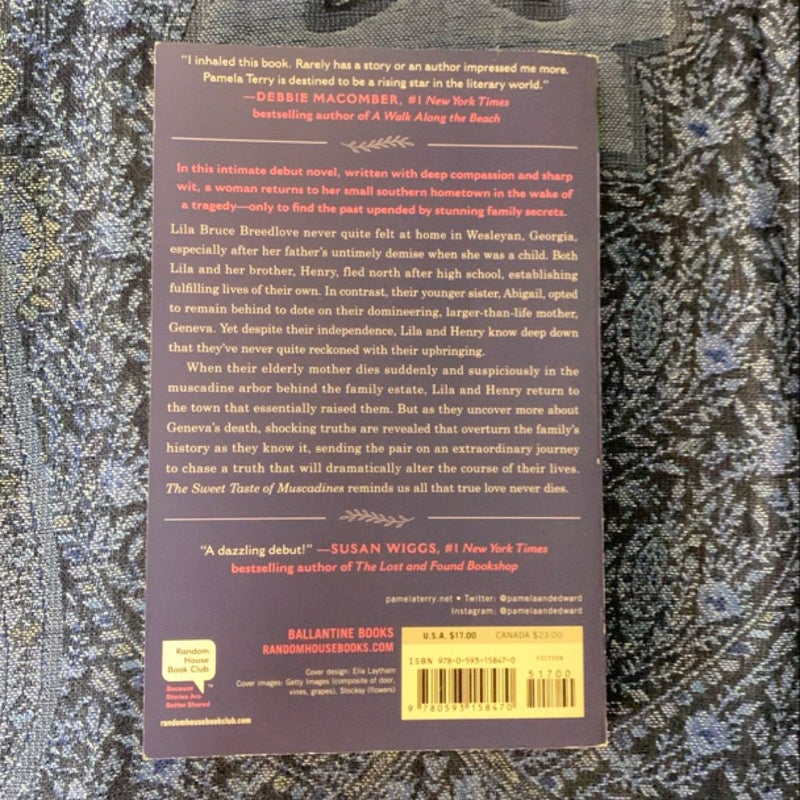 "I inhaled this book. Rarely has a story or an author impressed me more.
Pamela Terry is destined to be a rising star in the literary world."
—DEBBIE MACOMBER, #1 New York Times
bestselling author of A Walk Along the Beach
In this intimate debut novel, written with deep compassion and sharp
wit, a woman returns to her small southern hometown in the wake of
a tragedy—only to find the past upended by stunning family secrets.
Lila Bruce Breedlove never quite felt at home in Wesleyan, Georgia,
especially after her father's untimely demise when she was a child. Both
Lila and her brother, Henry, fled north after high school, establishing
fulfilling lives of their own. In contrast, their younger sister, Abigail, opted
to remain behind to dote on their domineering, larger-than-life mother,
Geneva. Yet despite their independence, Lila and Henry know deep down
that they've never quite reckoned with their upbringing.
When their elderly mother dies suddenly and suspiciously in the
muscadine arbor behind the family estate, Lila and Henry return to
the town that essentially raised them. But as they uncover more about
Geneva's death, shocking truths are revealed that overturn the family's
history as they know it, sending the pair on an extraordinary journey
to chase a truth that will dramatically alter the course of their lives.
The Sweet Taste of Muscadines reminds us all that true love never dies.
"A dazzling debut!" —SUSAN WIGGS, #1 New York Times
bestselling author of The Lost and Found Bookshop
pamelaterry.net • Twitter: @pamelaandedward
Instagram: @pamelaandedward
BALLANTINE BOOKS
RANDOMHOUSEBOOKS.COM
Cover design: Ella Laytham
Cover images: Getty Images (composite of door,
vines, grapes), Stocksy (flowers)
Random
House
Book Club
Because
Stories Are
Better Shared™
randomhousebookclub.com
U.S.A. $17.00 CANADA $23.00
ISBN 978-0-593-15847-0
FICTION
51700
9 780593 158470